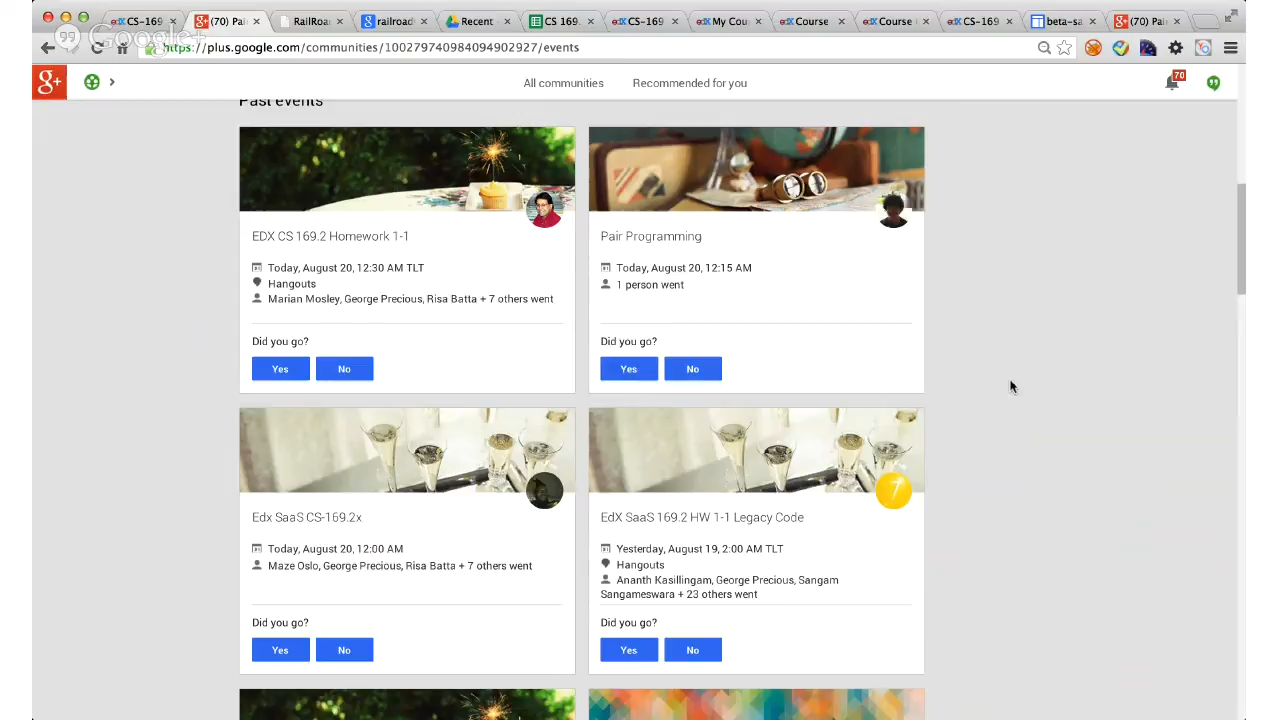 CS-169
(70) Pai
RailRoa
railroad
Recent
CS 169.
CS-169
My Cou
Course
Course
CS-169
beta-sa
(70) Pai
Google+
https://plus.google.com/communities/100279740984094902927/events
g+
All communities
Recommended for you
70
Past events
EDX CS 169.2 Homework 1-1
Today, August 20, 12:30 AM TLT
Hangouts
Marian Mosley, George Precious, Risa Batta + 7 others went
Did you go?
Yes
No
Pair Programming
Today, August 20, 12:15 AM
1 person went
Did you go?
Yes
No
Edx SaaS CS-169.2x
Today, August 20, 12:00 AM
Maze Oslo, George Precious, Risa Batta + 7 others went
Did you go?
Yes
No
EdX SaaS 169.2 HW 1-1 Legacy Code
Yesterday, August 19, 2:00 AM TLT
Hangouts
Ananth Kasillingam, George Precious, Sangam
Sangameswara + 23 others went
Did you go?
Yes
No